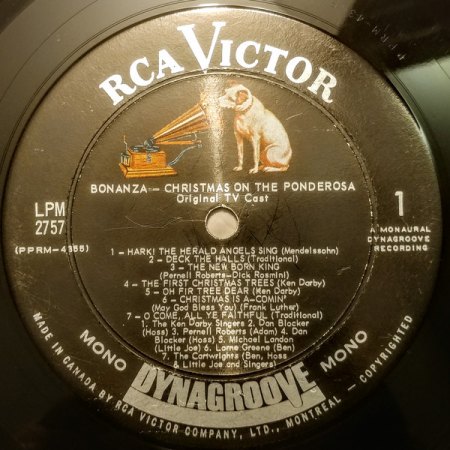 RCA VICTOR
BONANZA — CHRISTMAS ON THE PONDEROSA
Original TV Cast
LPM
2757
(PPRM-4355)
1
A MONAURAL
DYNAGROOVE
RECORDING
1 – HARK! THE HERALD ANGELS SING (Mendelssohn)
2 – DECK THE HALLS (Traditional)
3 – THE NEW BORN KING
(Pernell Roberts-Dick Rosmini)
4 – THE FIRST CHRISTMAS TREES (Ken Darby)
5 – OH FIR TREE DEAR (Ken Darby)
6 – CHRISTMAS IS A-COMIN'
(May God Bless You) (Frank Luther)
7 – O COME, ALL YE FAITHFUL (Traditional)
1. The Ken Darby Singers 2. Dan Blocker
(Hoss) 3. Pernell Roberts (Adam) 4. Dan
Blocker (Hoss) 5. Michael Landon
(Little Joe) 6. Lorne Greene (Ben)
7. The Cartwrights (Ben, Hoss
& Little Joe and Singers)
MONO DYNAGROOVE MONO
MADE IN CANADA BY RCA VICTOR COMPANY, LTD., MONTREAL –